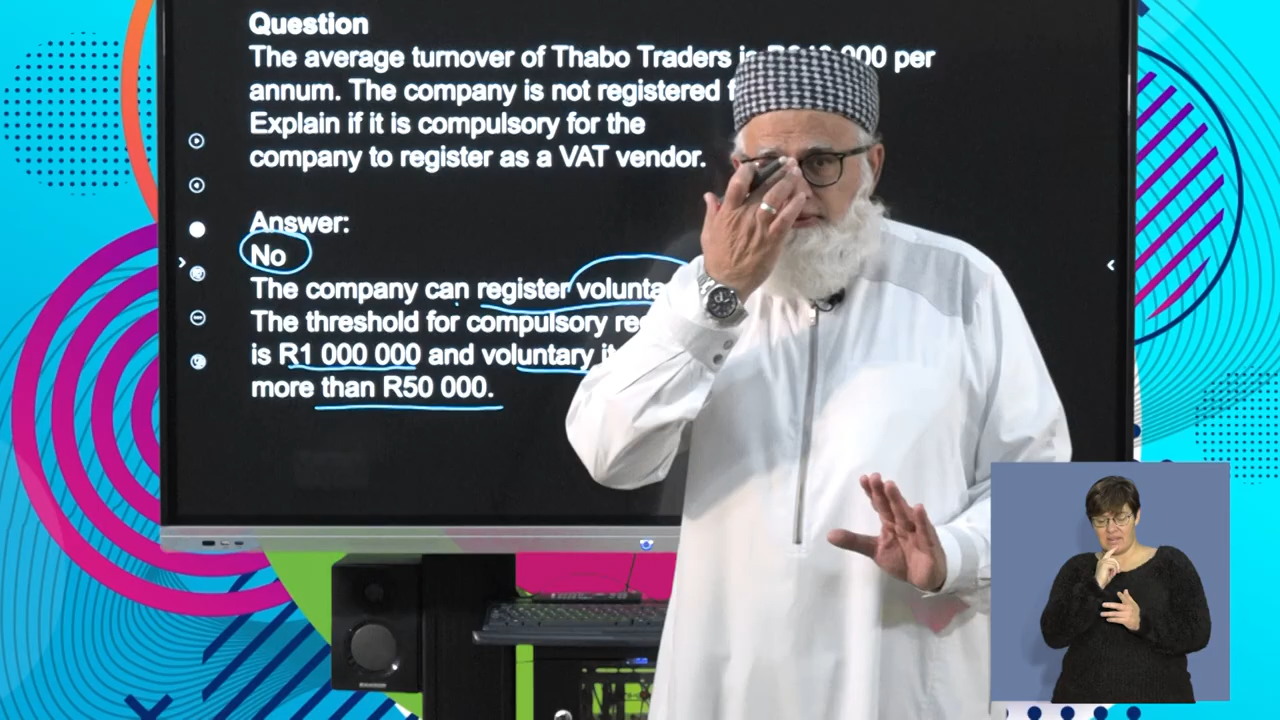 Question
The average turnover of Thabo Traders is 000 per
annum. The company is not registered
Explain if it is compulsory for the
company to register as a VAT vendor.
Answer:
No
The company can register
The threshold for compulsory
is R1 000 000 and voluntary
more than R50 000.